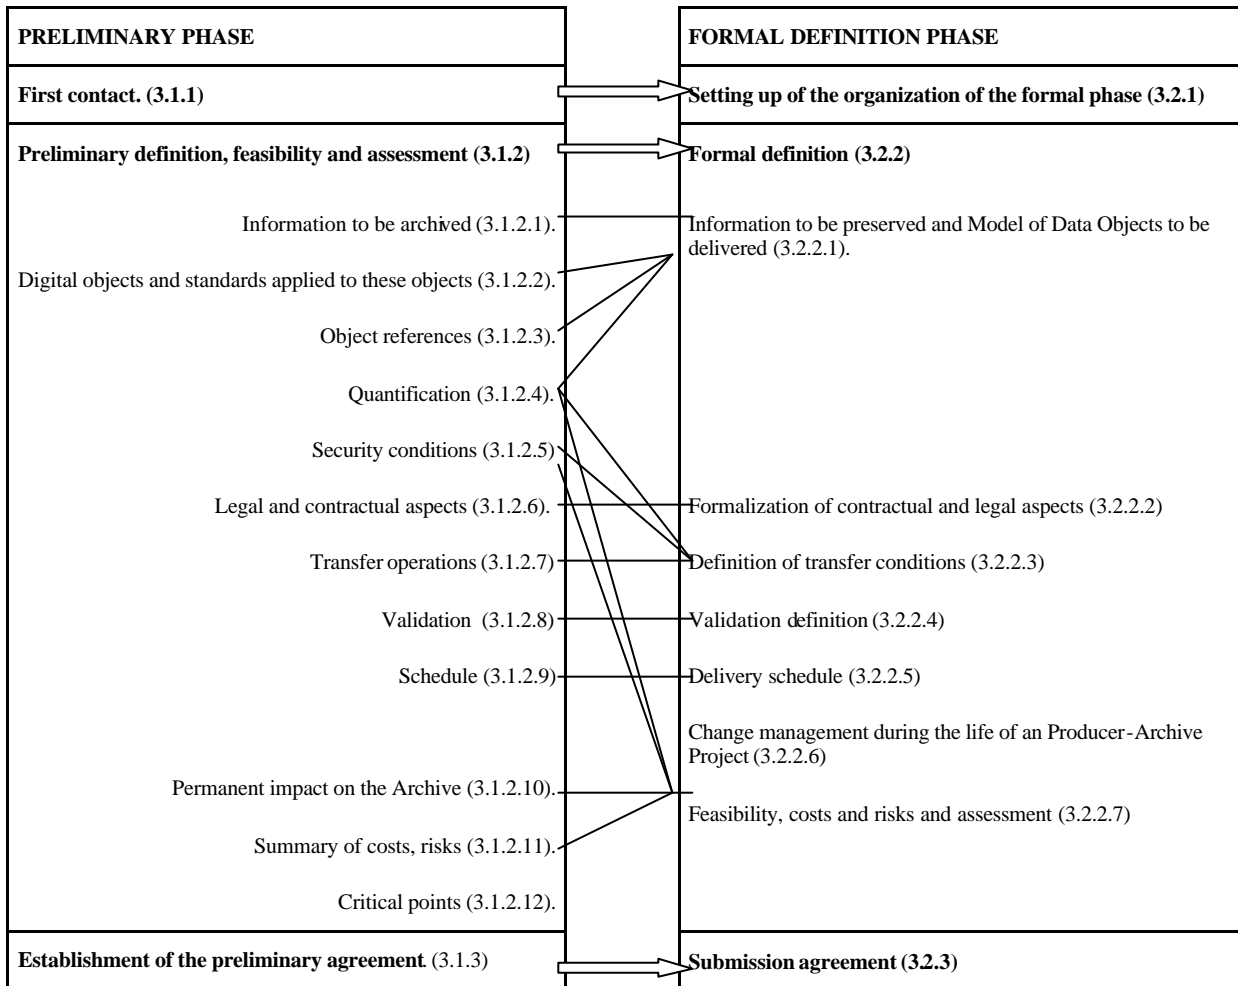 PRELIMINARY PHASE
FORMAL DEFINITION PHASE
First contact. (3.1.1)
Setting up of the organization of the formal phase (3.2.1)
Preliminary definition, feasibility and assessment (3.1.2)
Formal definition (3.2.2)
Information to be archived (3.1.2.1).
Information to be preserved and Model of Data Objects to be
delivered (3.2.2.1).
Digital objects and standards applied to these objects (3.1.2.2).
Object references (3.1.2.3).
Quantification (3.1.2.4).
Security conditions (3.1.2.5)
Legal and contractual aspects (3.1.2.6).
Formalization of contractual and legal aspects (3.2.2.2)
Transfer operations (3.1.2.7)
Definition of transfer conditions (3.2.2.3)
Validation (3.1.2.8)
Validation definition (3.2.2.4)
Schedule (3.1.2.9)
Delivery schedule (3.2.2.5)
Change management during the life of an Producer-Archive
Project (3.2.2.6)
Permanent impact on the Archive (3.1.2.10).
Feasibility, costs and risks and assessment (3.2.2.7)
Summary of costs, risks (3.1.2.11).
Critical points (3.1.2.12).
Establishment of the preliminary agreement. (3.1.3)
Submission agreement (3.2.3)